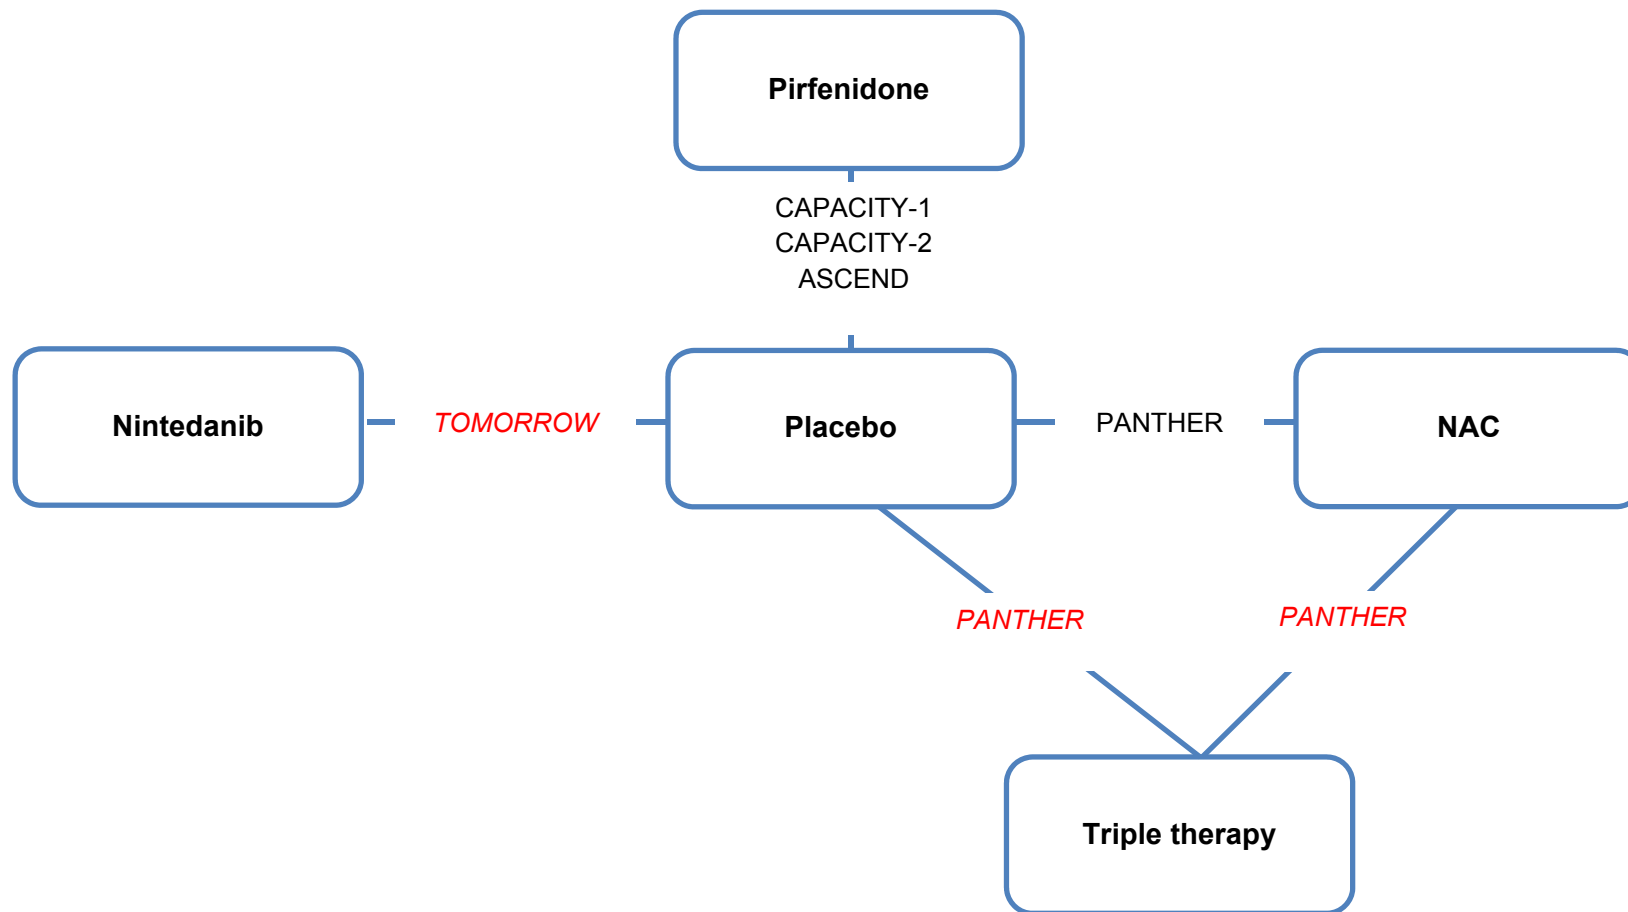 Pirfenidone
CAPACITY-1
CAPACITY-2
ASCEND
Nintedanib
TOMORROW
Placebo
PANTHER
NAC
PANTHER
PANTHER
Triple therapy